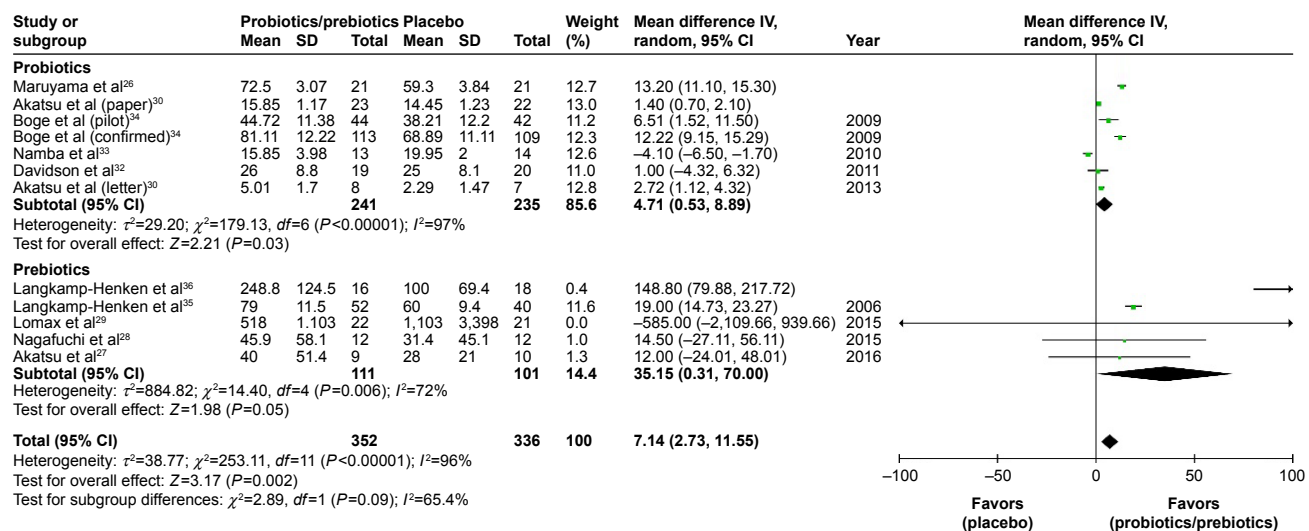 Study or subgroup Probiotics/prebiotics Placebo Weight (%) Mean difference IV, random, 95% CI Year Mean difference IV, random, 95% CI
Mean SD Total Mean SD Total
Probiotics
Maruyama et al26 72.5 3.07 21 59.3 3.84 21 12.7 13.20 (11.10, 15.30)
Akatsu et al (paper)30 15.85 1.17 23 14.45 1.23 22 13.0 1.40 (0.70, 2.10)
Boge et al (pilot)34 44.72 11.38 44 38.21 12.2 42 11.2 6.51 (1.52, 11.50) 2009
Boge et al (confirmed)34 81.11 12.22 113 68.89 11.11 109 12.3 12.22 (9.15, 15.29) 2009
Namba et al33 15.85 3.98 13 19.95 2 14 12.6 –4.10 (–6.50, –1.70) 2010
Davidson et al32 26 8.8 19 25 8.1 20 11.0 1.00 (–4.32, 6.32) 2011
Akatsu et al (letter)30 5.01 1.7 8 2.29 1.47 7 12.8 2.72 (1.12, 4.32) 2013
Subtotal (95% CI) 241 235 85.6 4.71 (0.53, 8.89)
Heterogeneity: τ²=29.20; χ²=179.13, df=6 (P<0.00001); I²=97%
Test for overall effect: Z=2.21 (P=0.03)
Prebiotics
Langkamp-Henken et al36 248.8 124.5 16 100 69.4 18 0.4 148.80 (79.88, 217.72)
Langkamp-Henken et al35 79 11.5 52 60 9.4 40 11.6 19.00 (14.73, 23.27) 2006
Lomax et al29 518 1.103 22 1,103 3,398 21 0.0 –585.00 (–2,109.66, 939.66) 2015
Nagafuchi et al28 45.9 58.1 12 31.4 45.1 12 1.0 14.50 (–27.11, 56.11) 2015
Akatsu et al27 40 51.4 9 28 21 10 1.3 12.00 (–24.01, 48.01) 2016
Subtotal (95% CI) 111 101 14.4 35.15 (0.31, 70.00)
Heterogeneity: τ²=884.82; χ²=14.40, df=4 (P=0.006); I²=72%
Test for overall effect: Z=1.98 (P=0.05)
Total (95% CI) 352 336 100 7.14 (2.73, 11.55)
Heterogeneity: τ²=38.77; χ²=253.11, df=11 (P<0.00001); I²=96%
Test for overall effect: Z=3.17 (P=0.002)
Test for subgroup differences: χ²=2.89, df=1 (P=0.09); I²=65.4%
–100 –50 0 50 100
Favors (placebo) Favors (probiotics/prebiotics)